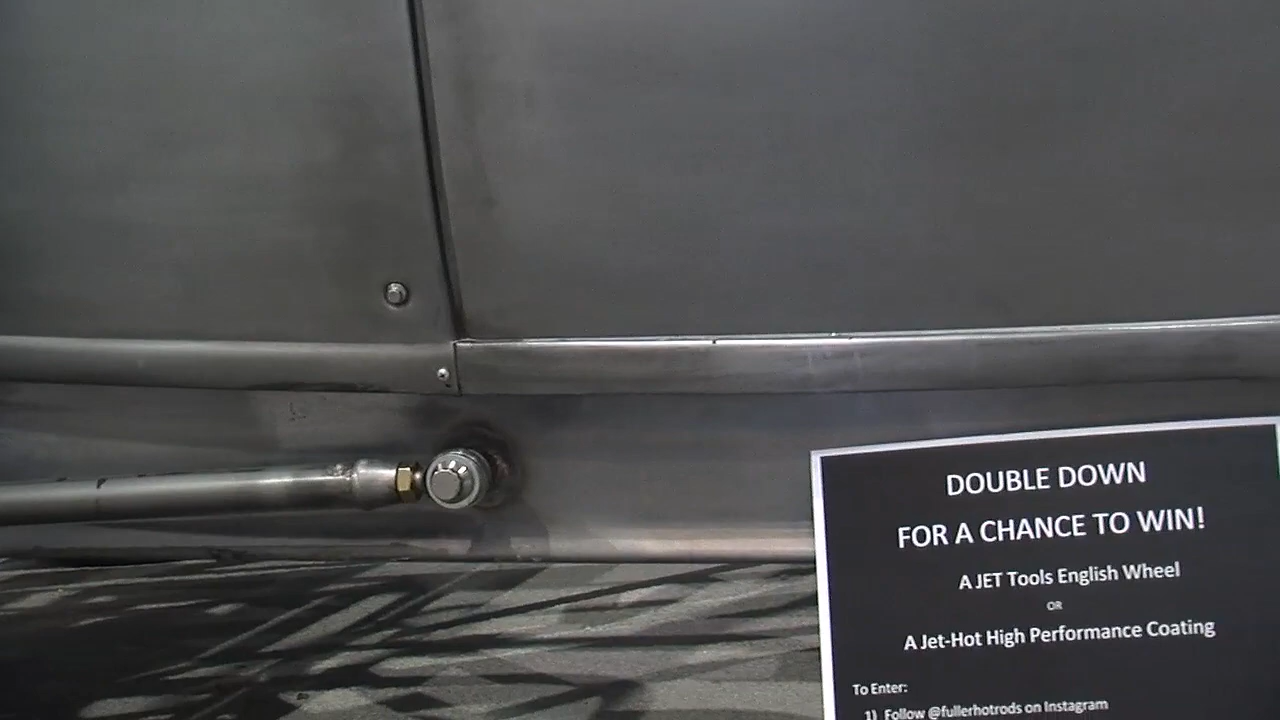 DOUBLE DOWN
FOR A CHANCE TO WIN!
A JET Tools English Wheel
OR
A Jet-Hot High Performance Coating
To Enter:
1) Follow @fullerhotrods on Instagram